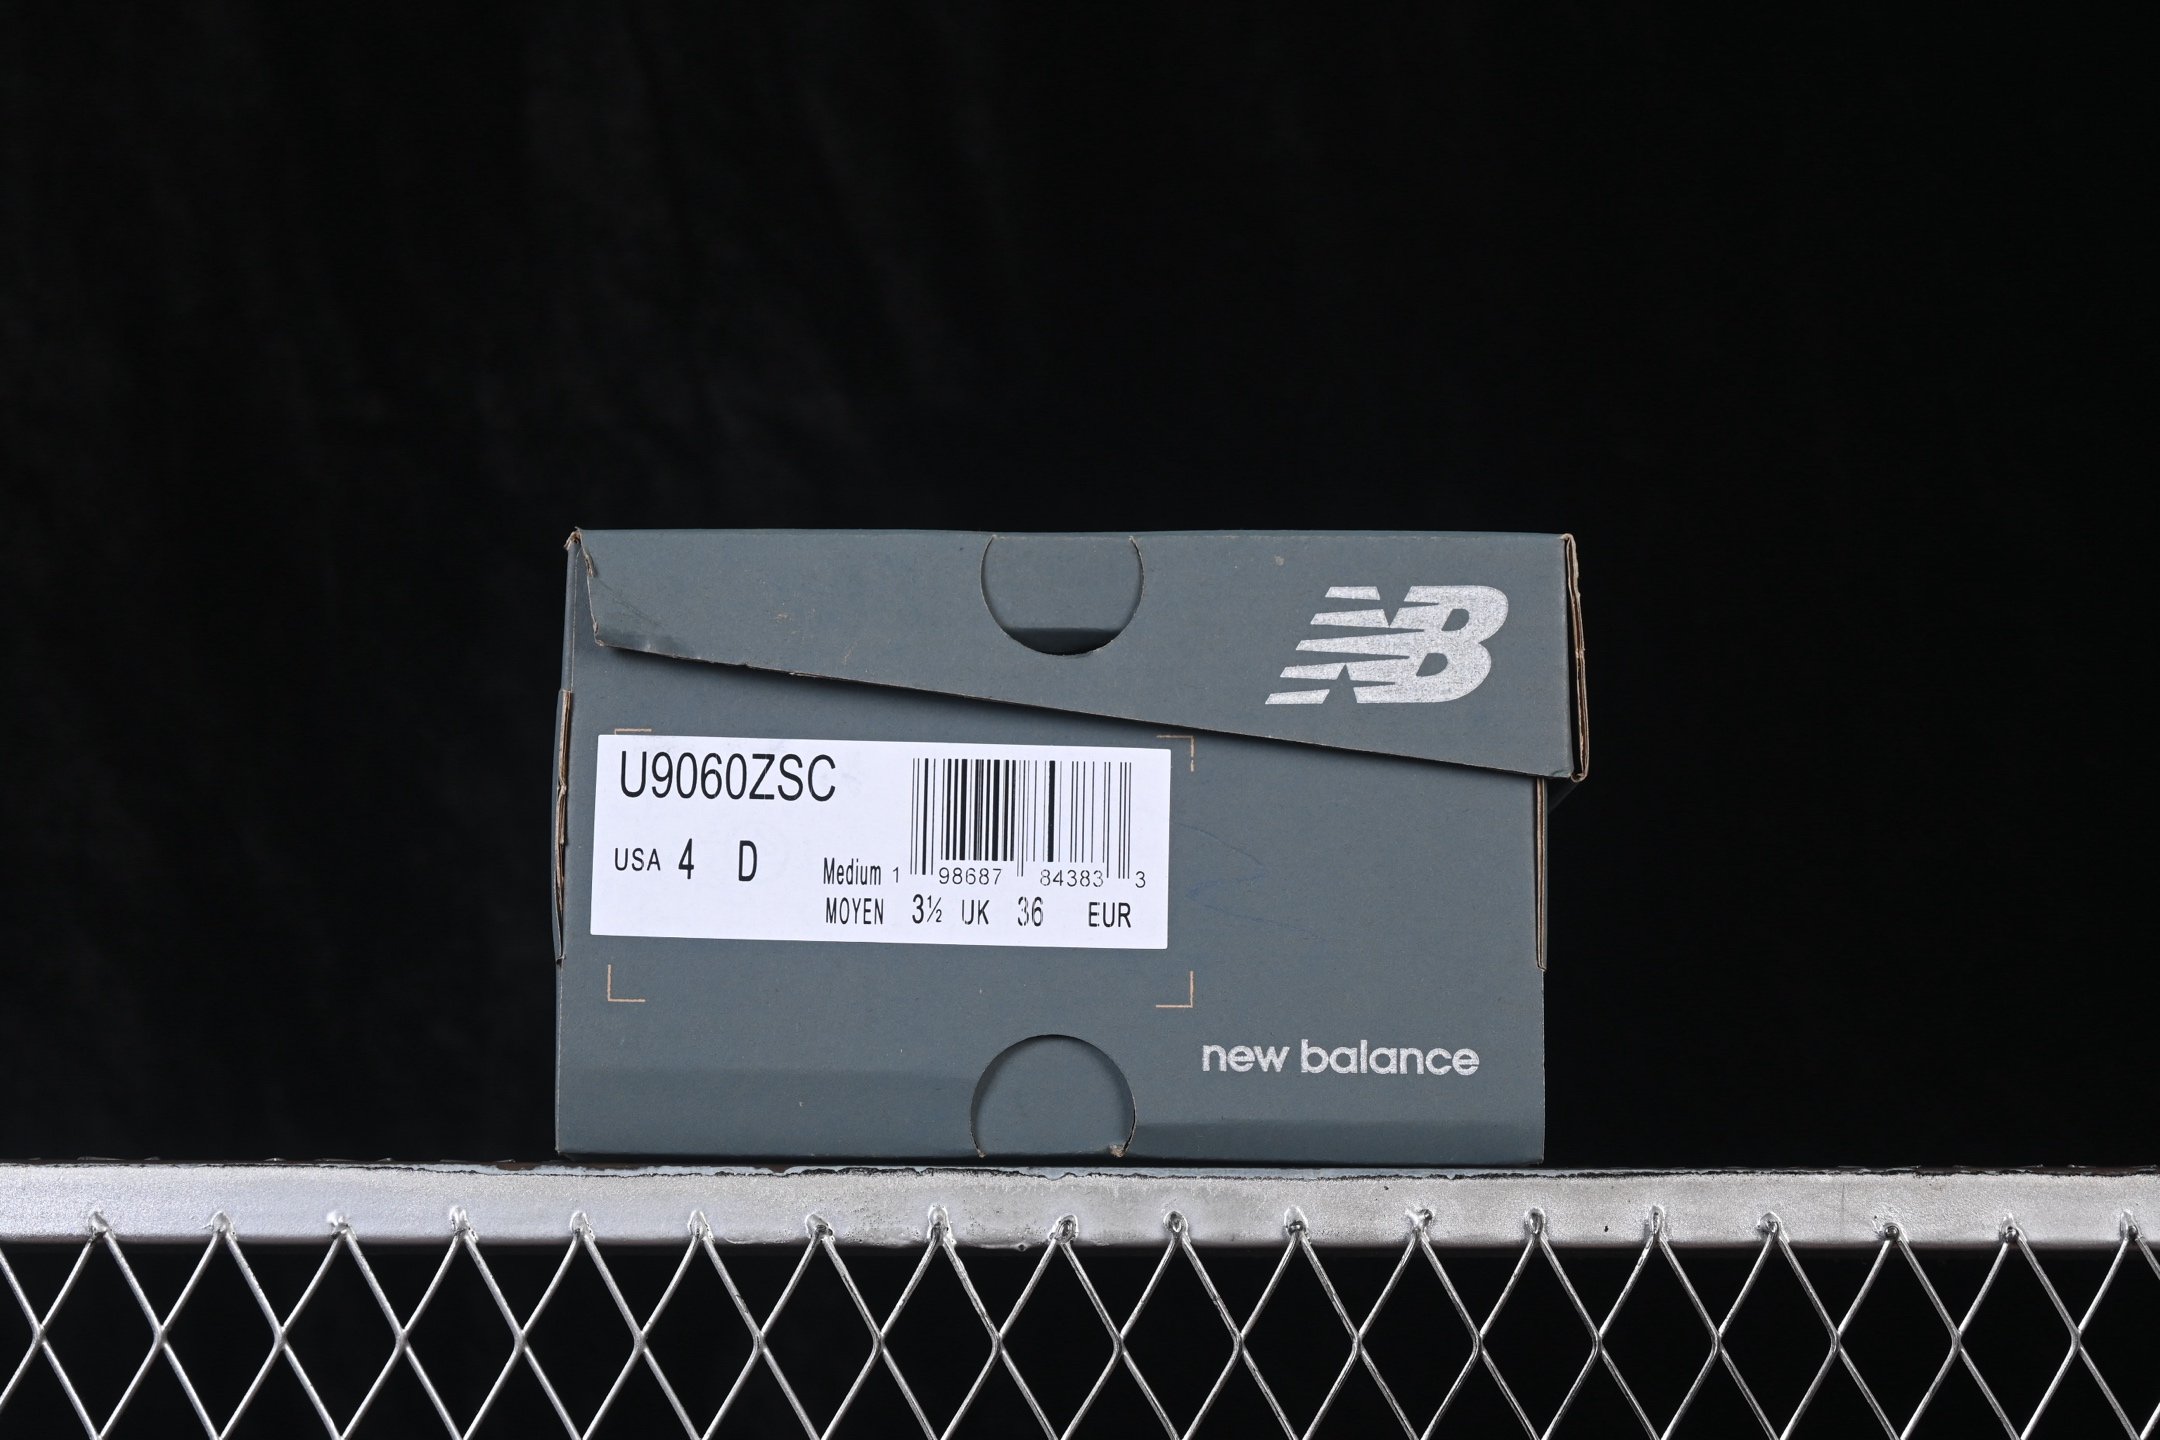 NB
U9060ZSC
USA 4 D Medium 1 98687 84383 3
MOYEN 3½ UK 36 EUR
new balance